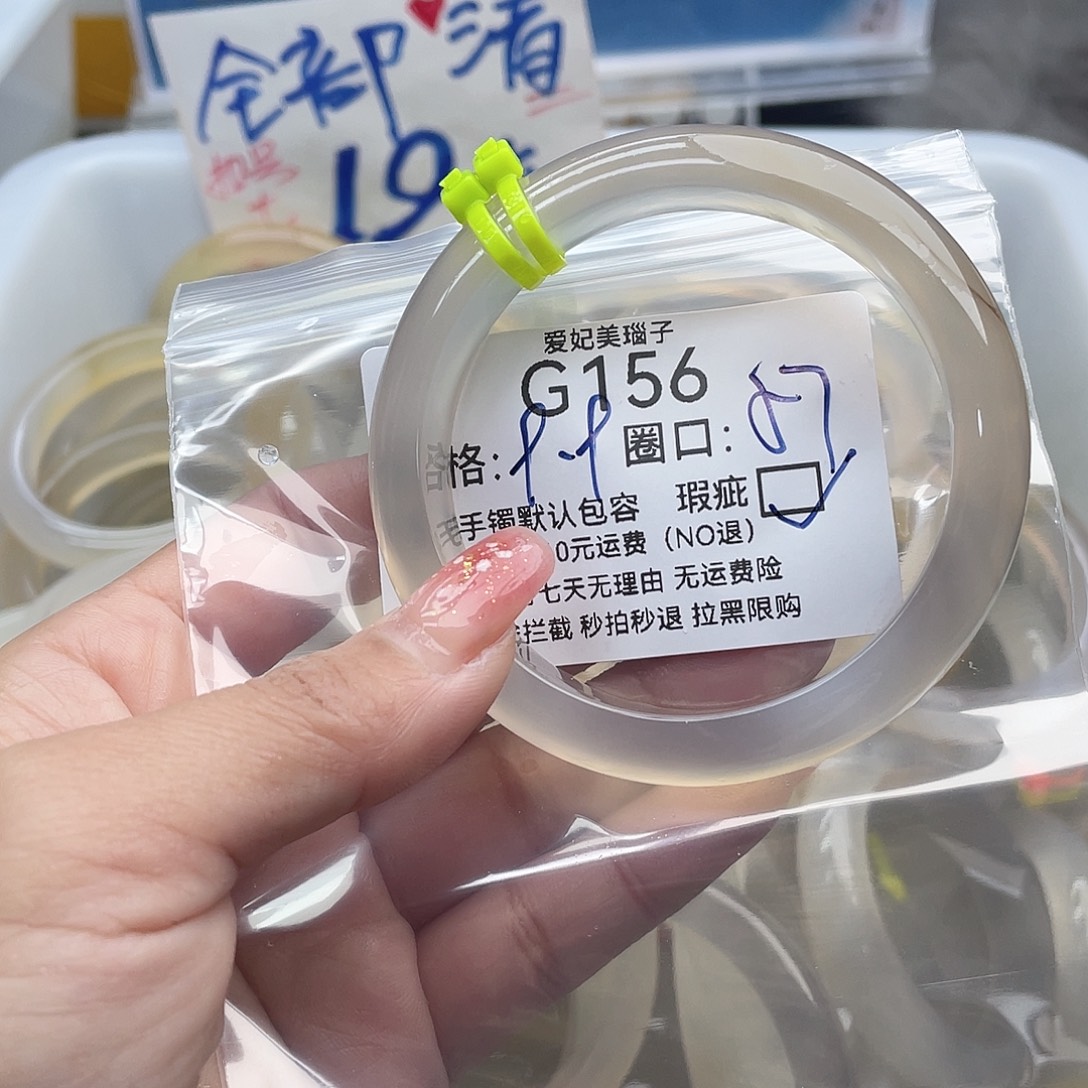 全部清
19
爱妃美瑙子
G156
格: 圈口: 57
毛手镯默认包容 瑕疵
0元运费 (NO退)
七天无理由 无运费险
拦截 秒拍秒退 拉黑限购